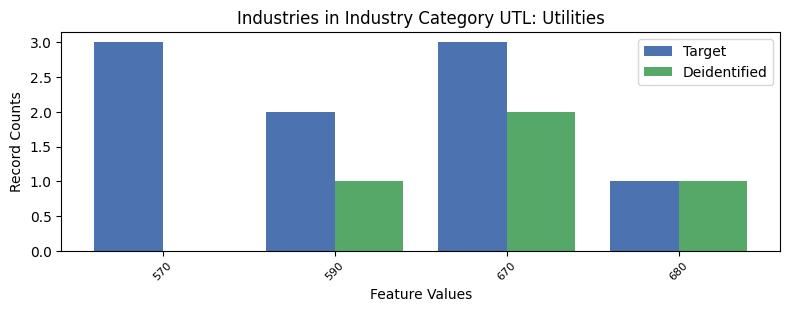 Industries in Industry Category UTL: Utilities
Record Counts
3.0
2.5
2.0
1.5
1.0
0.5
0.0
Target
Deidentified
570
590
670
680
Feature Values